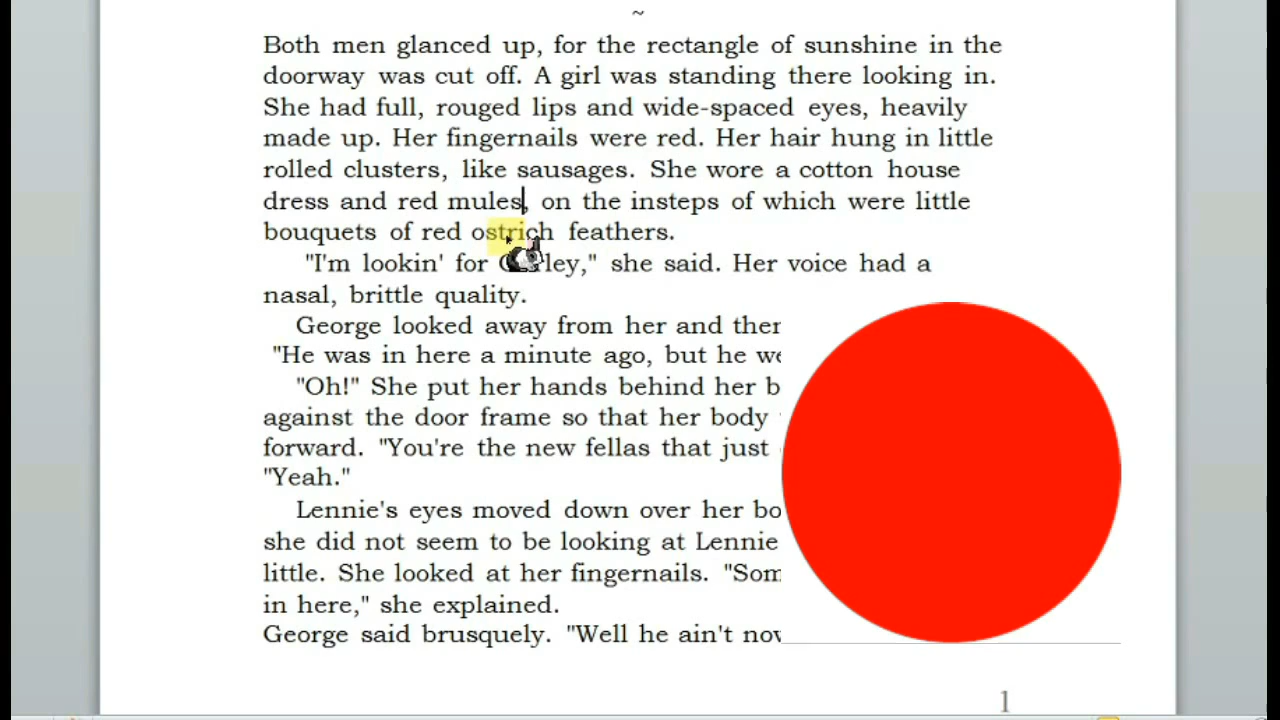 ~
Both men glanced up, for the rectangle of sunshine in the
doorway was cut off. A girl was standing there looking in.
She had full, rouged lips and wide-spaced eyes, heavily
made up. Her fingernails were red. Her hair hung in little
rolled clusters, like sausages. She wore a cotton house
dress and red mules, on the insteps of which were little
bouquets of red ostrich feathers.
"I'm lookin' for Curley," she said. Her voice had a
nasal, brittle quality.
George looked away from her and then
"He was in here a minute ago, but he
"Oh!" She put her hands behind her
against the door frame so that her body
forward. "You're the new fellas that just
"Yeah."
Lennie's eyes moved down over her
she did not seem to be looking at Lennie
little. She looked at her fingernails.
in here," she explained.
George said brusquely. "Well he ain't
1